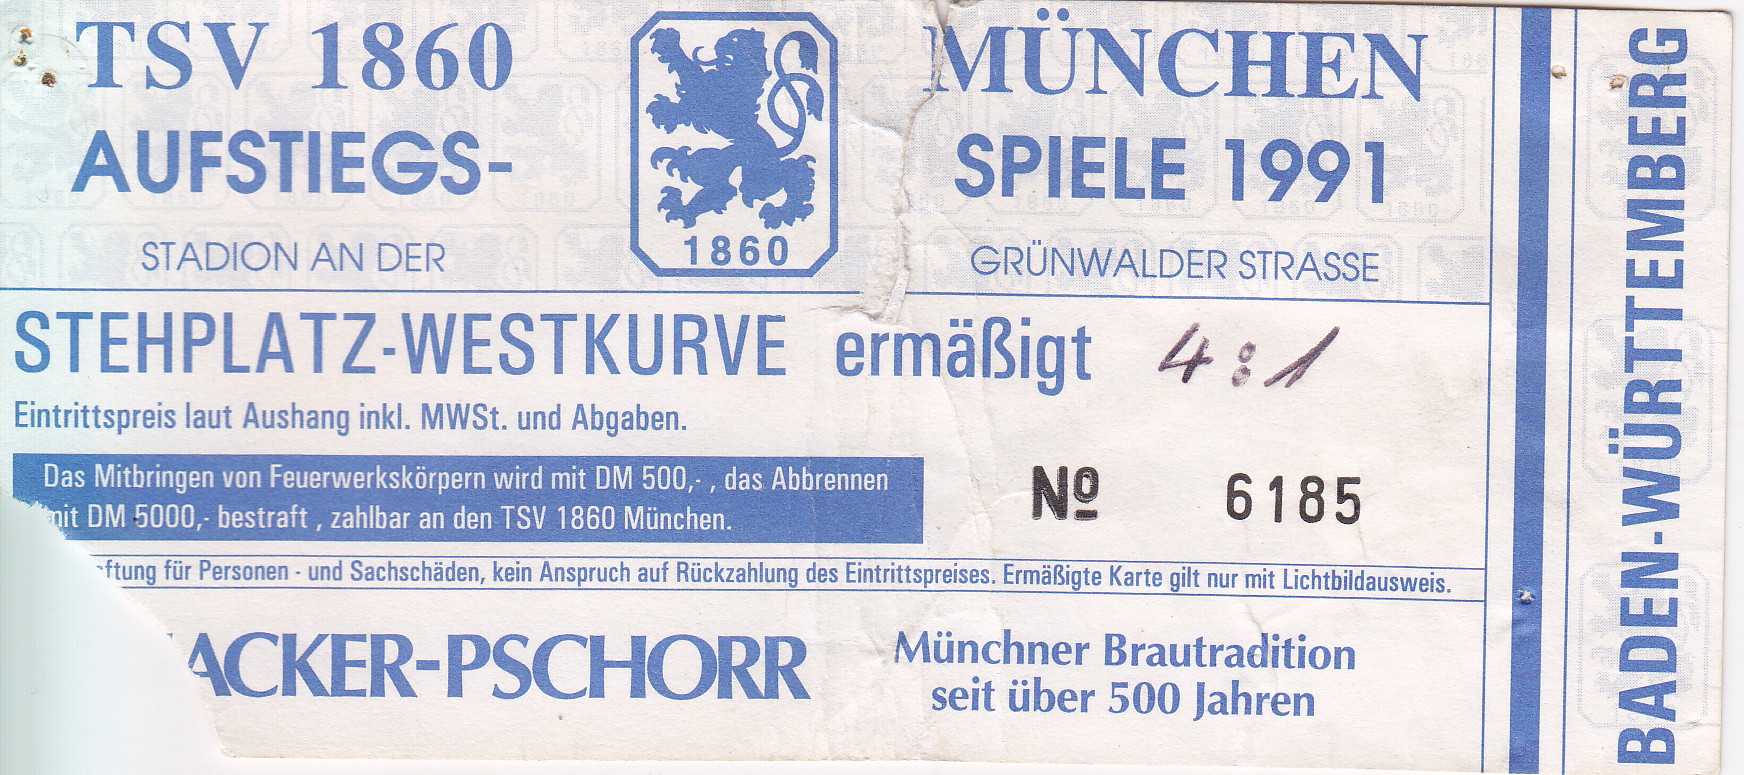 TSV 1860 MÜNCHEN
AUFSTIEGS- SPIELE 1991
STADION AN DER GRÜNWALDER STRASSE
1860
STEHPLATZ-WESTKURVE ermäßigt 4:1
Eintrittspreis laut Aushang inkl. MWSt. und Abgaben.
Das Mitbringen von Feuerwerkskörpern wird mit DM 500,- , das Abbrennen
mit DM 5000,- bestraft , zahlbar an den TSV 1860 München.
Nº 6185
ftung für Personen - und Sachschäden, kein Anspruch auf Rückzahlung des Eintrittspreises. Ermäßigte Karte gilt nur mit Lichtbildausweis.
ACKER-PSCHORR
Münchner Brautradition
seit über 500 Jahren
BADEN-WÜRTTEMBERG